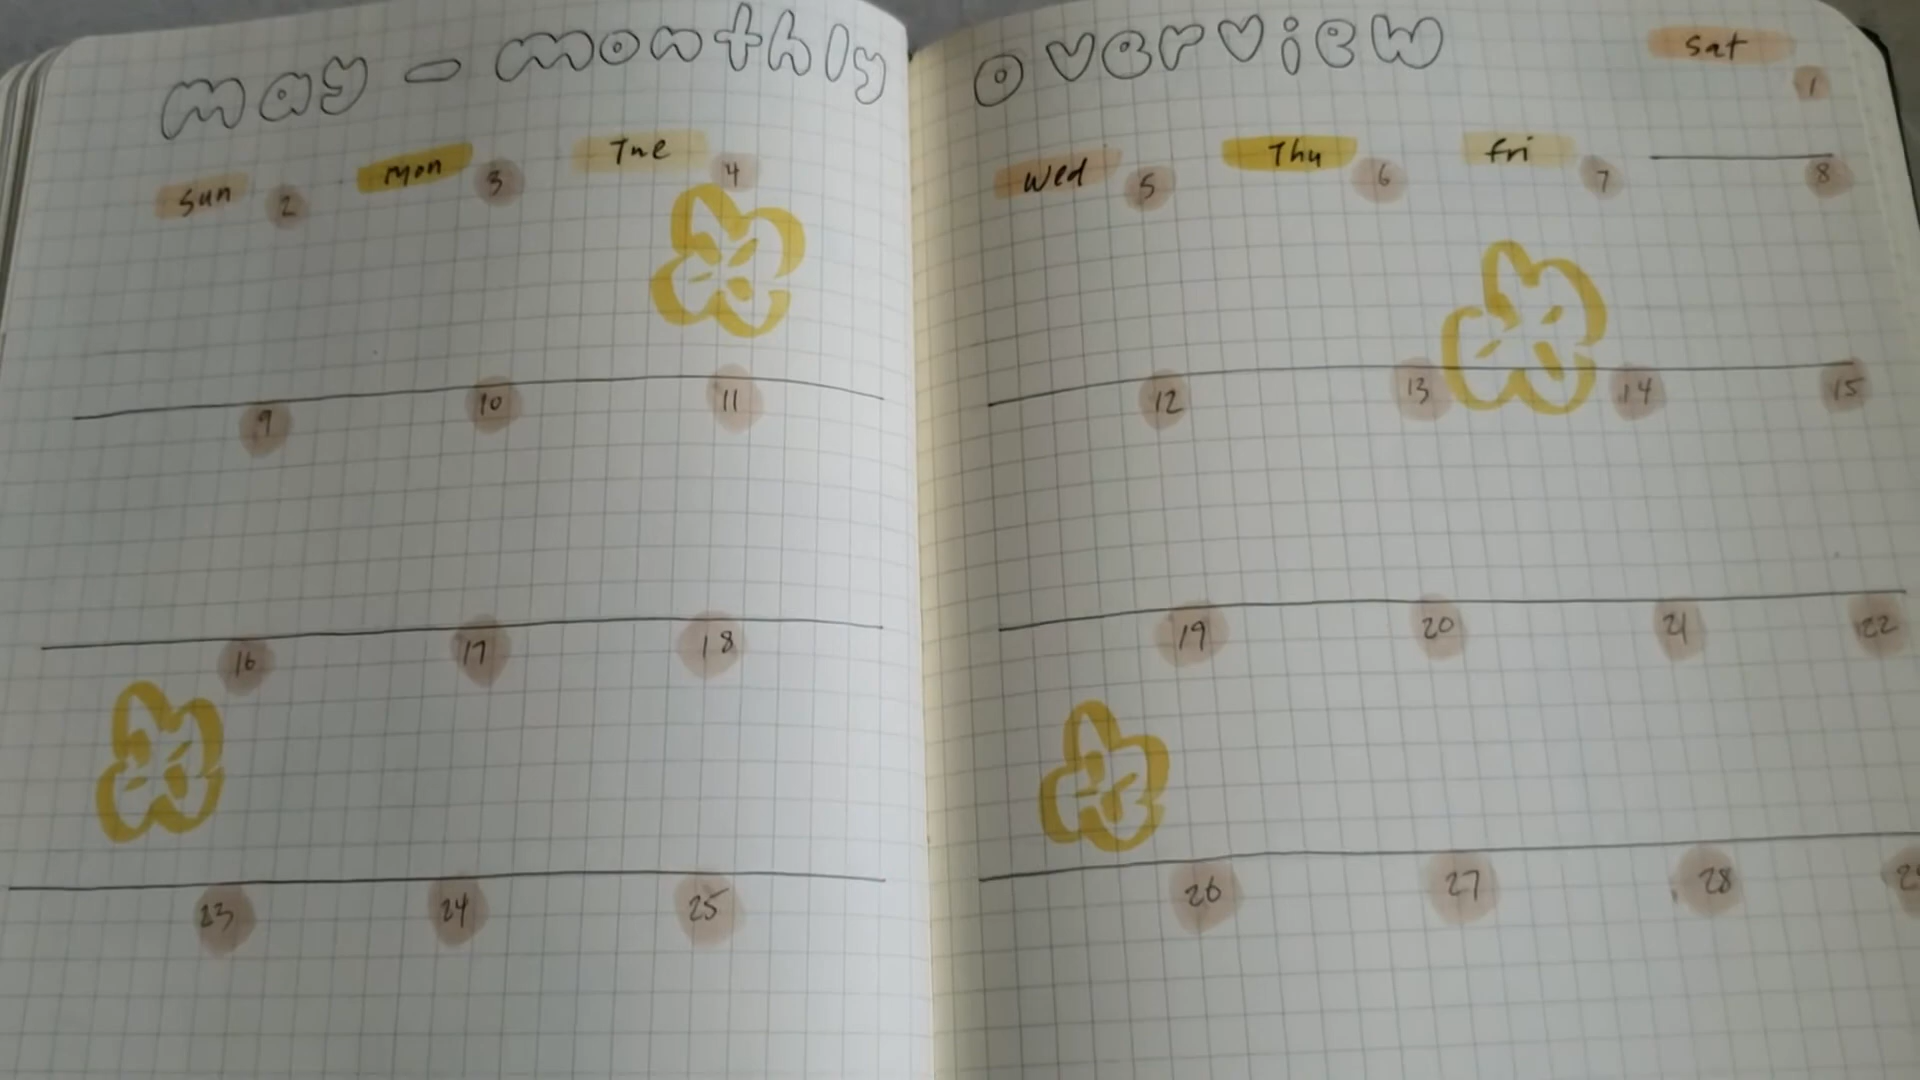 may - monthly overview
Sat
1
Sun 2 Mon 3 Tue 4 Wed 5 Thu 6 fri 7 8
9 10 11 12 13 14 15
16 17 18 19 20 21 22
23 24 25 26 27 28